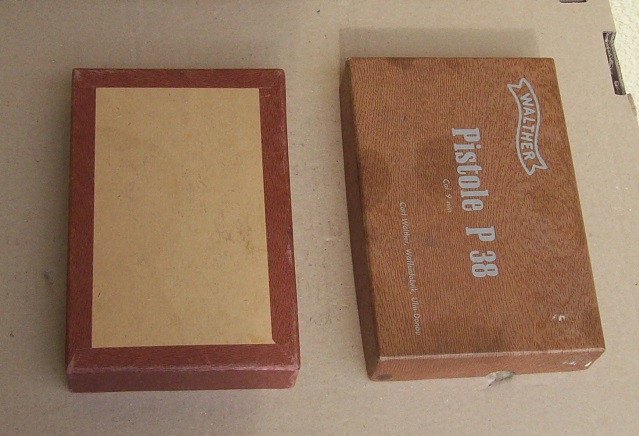 WALTHER
Pistole P 38
Cal. 9 mm
Carl Walther, Waffenfabrik, Ulm-Donau